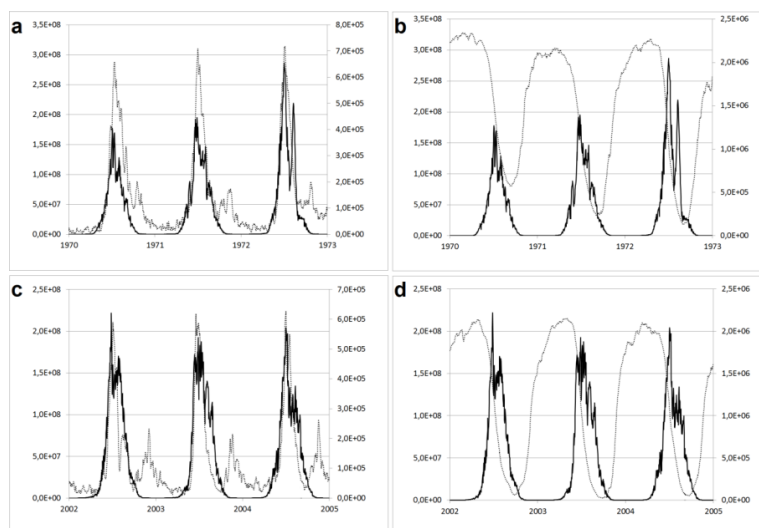 a
3,5E+08 8,0E+05
3,0E+08 7,0E+05
2,5E+08 6,0E+05
2,0E+08 5,0E+05
1,5E+08 4,0E+05
1,0E+08 3,0E+05
5,0E+07 2,0E+05
0,0E+00 1,0E+05
0,0E+00
1970 1971 1972 1973
b
3,5E+08 2,5E+06
3,0E+08 2,0E+06
2,5E+08 1,5E+06
2,0E+08 1,0E+06
1,5E+08 5,0E+05
1,0E+08 0,0E+00
5,0E+07
0,0E+00
1970 1971 1972 1973
c
2,5E+08 7,0E+05
2,0E+08 6,0E+05
1,5E+08 5,0E+05
1,0E+08 4,0E+05
5,0E+07 3,0E+05
0,0E+00 2,0E+05
1,0E+05
0,0E+00
2002 2003 2004 2005
d
2,5E+08 2,5E+06
2,0E+08 2,0E+06
1,5E+08 1,5E+06
1,0E+08 1,0E+06
5,0E+07 5,0E+05
0,0E+00 0,0E+00
2002 2003 2004 2005